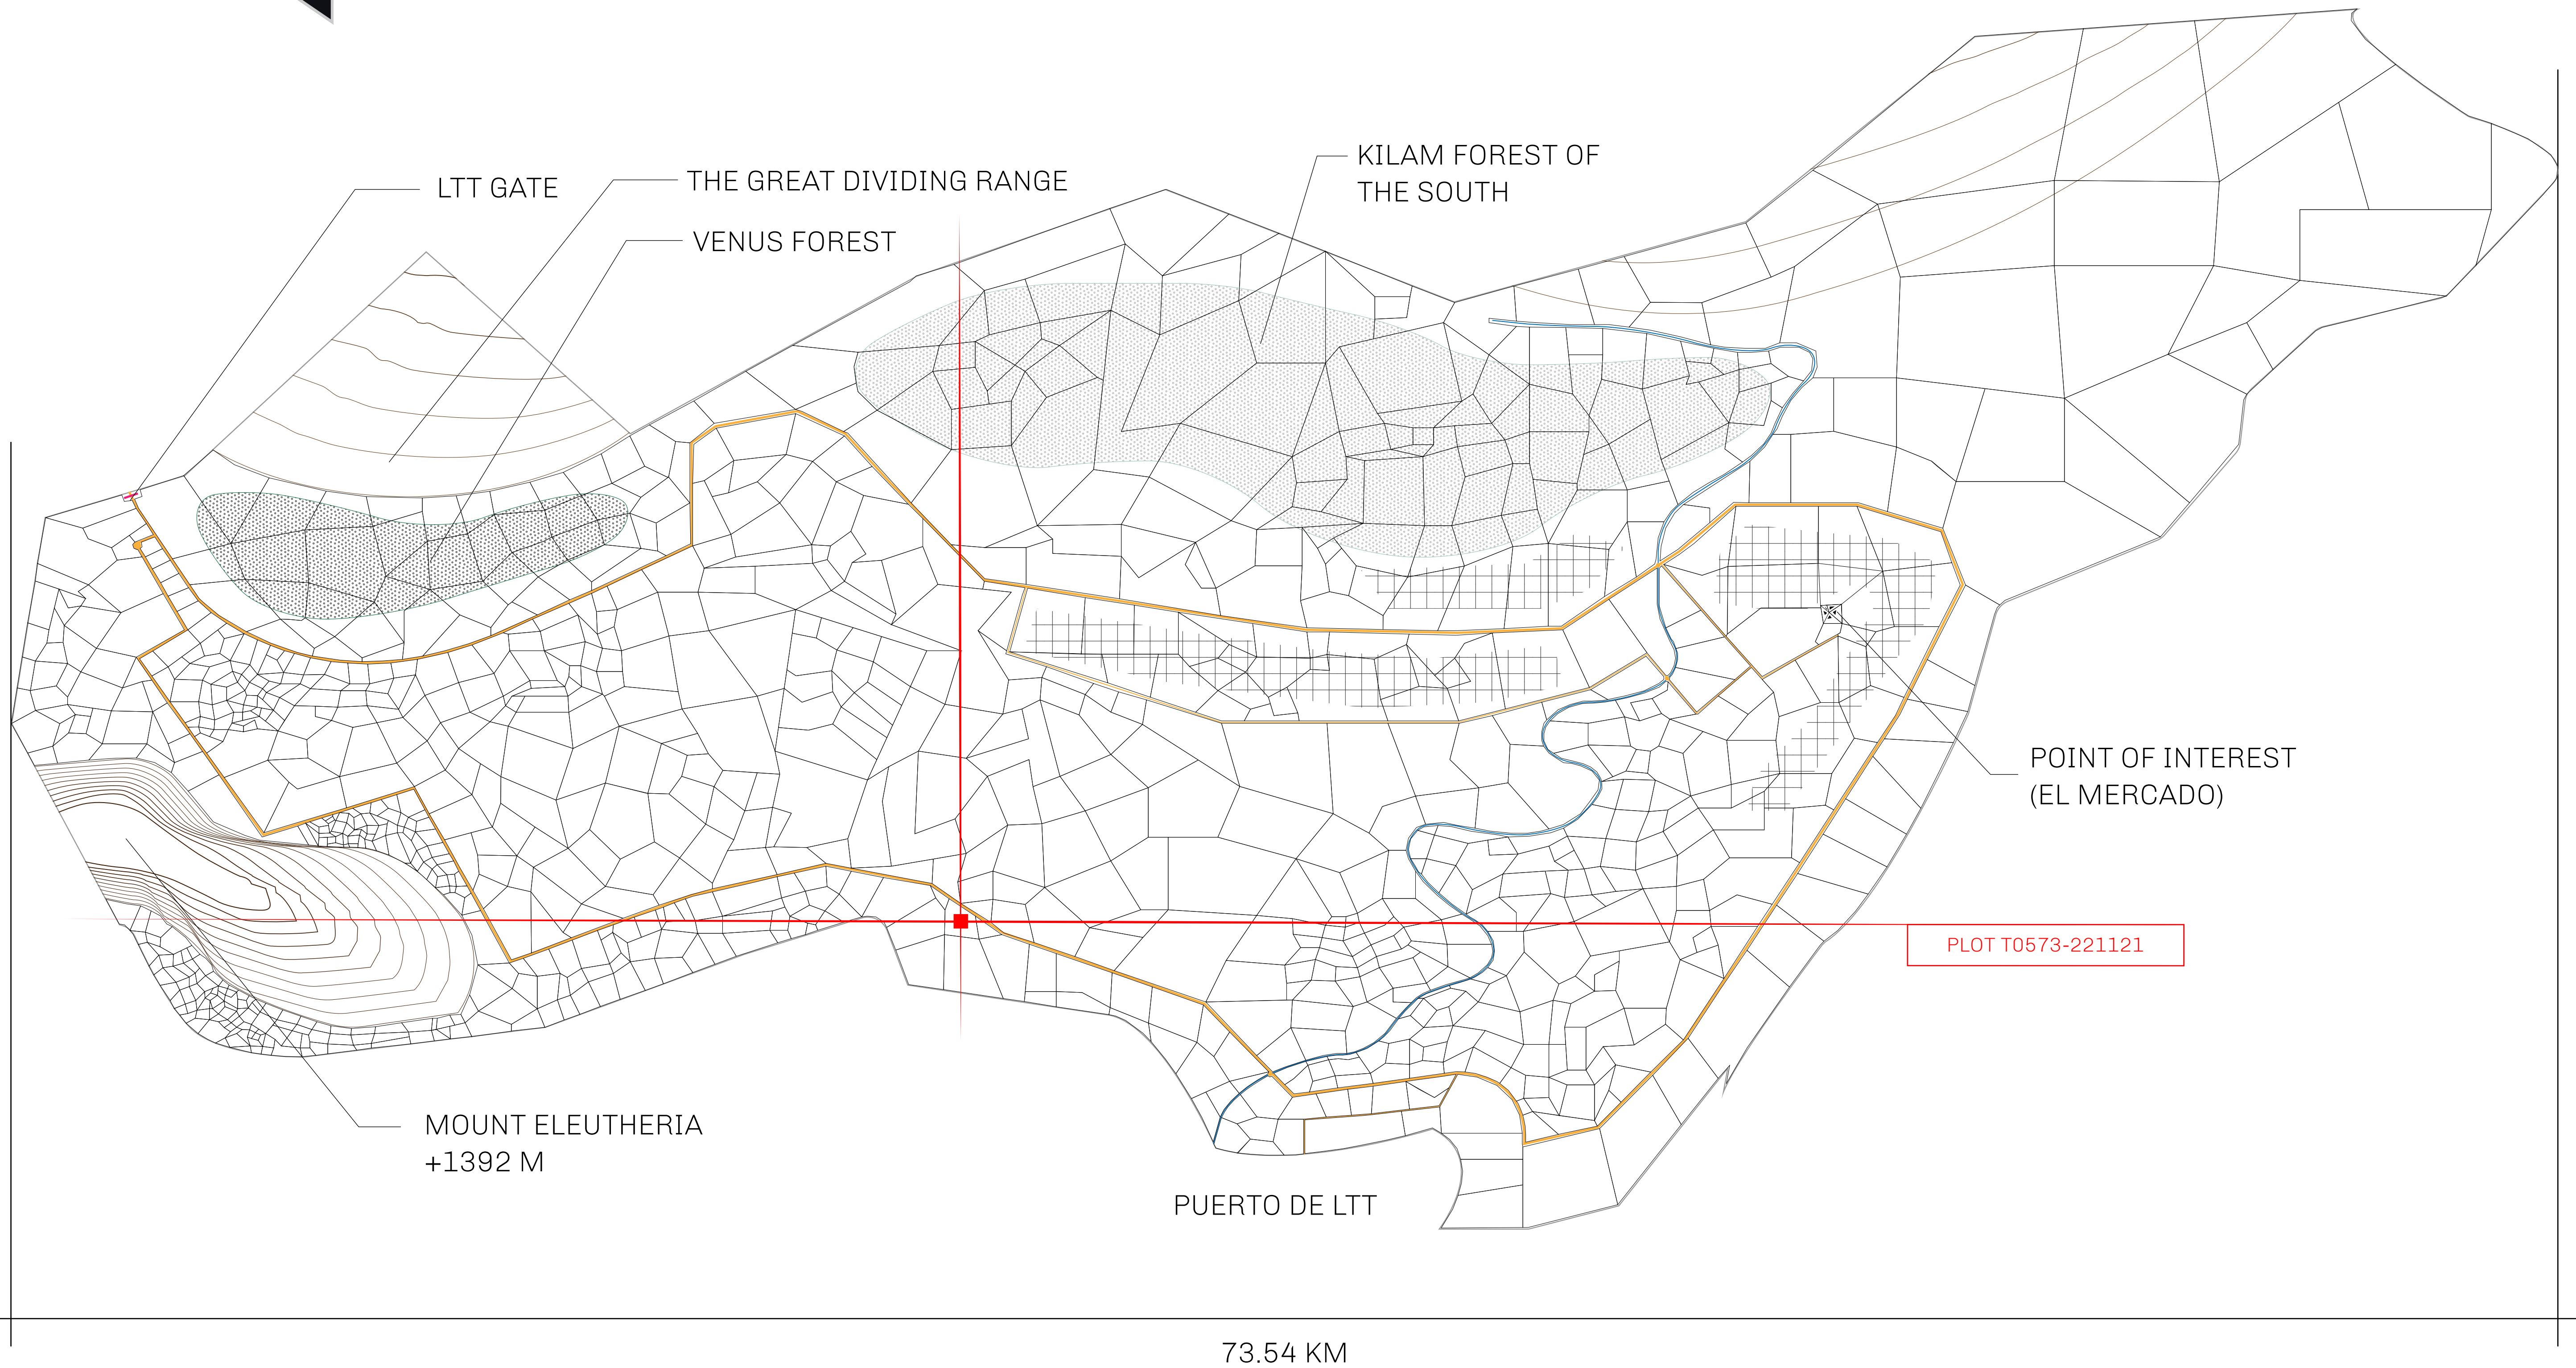 KILAM FOREST OF
THE SOUTH
LTT GATE
THE GREAT DIVIDING RANGE
VENUS FOREST
POINT OF INTEREST
(EL MERCADO)
PLOT T0573-221121
MOUNT ELEUTHERIA
+1392 M
PUERTO DE LTT
73.54 KM